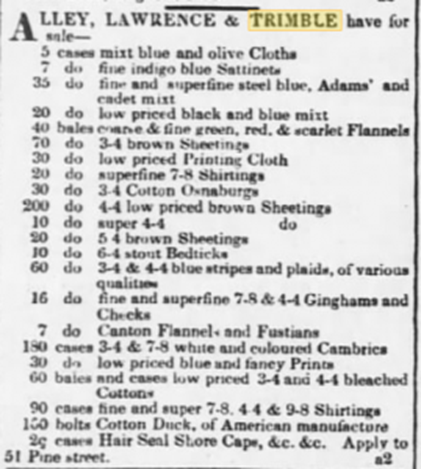 ALLEY, LAWRENCE & TRIMBLE have for
sale—
5 cases mixt blue and olive Cloths
7 do fine indigo blue Sattinets
35 do fine and superfine steel blue, Adams' and
cadet mixt
20 do low priced black and blue mixt
40 bales coarse & fine green, red, & scarlet Flannels
70 do 3-4 brown Sheetings
30 do low priced Printing Cloth
20 do superfine 7-8 Shirtings
30 do 3-4 Cotton Osnaburgs
200 do 4-4 low priced brown Sheetings
10 do super 4-4 do
20 do 5 4 brown Sheetings
10 do 6-4 stout Bedticks
60 do 3-4 & 4-4 blue stripes and plaids, of various
qualities
16 do fine and superfine 7-8 & 4-4 Ginghams and
Checks
7 do Canton Flannels and Fustians
180 cases 3-4 & 7-8 white and coloured Cambrics
30 do low priced blue and fancy Prints
60 bales and cases low priced 3-4 and 4-4 bleached
Cottons
90 cases fine and super 7-8. 4 4 & 9-8 Shirtings
150 bolts Cotton Duck, of American manufacture
cases Hair Seal Shore Caps, &c. &c. Apply to
51 Pine street. a2